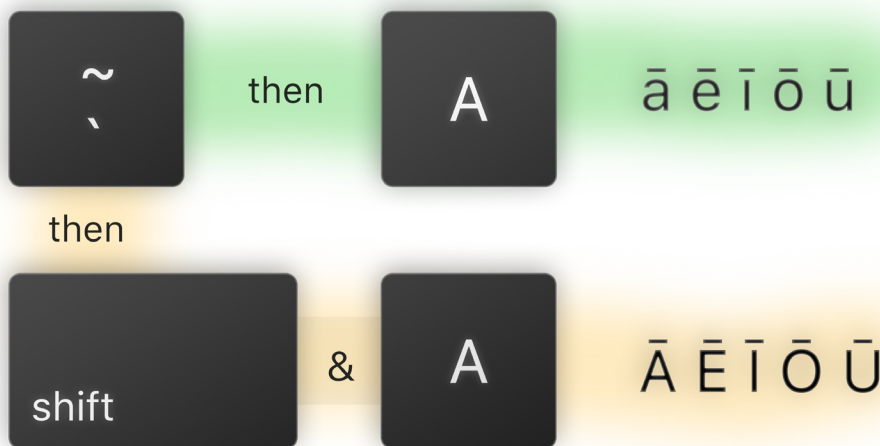 ~
` then A ā ē ī ō ū
then
shift & A Ā Ē Ī Ō Ū